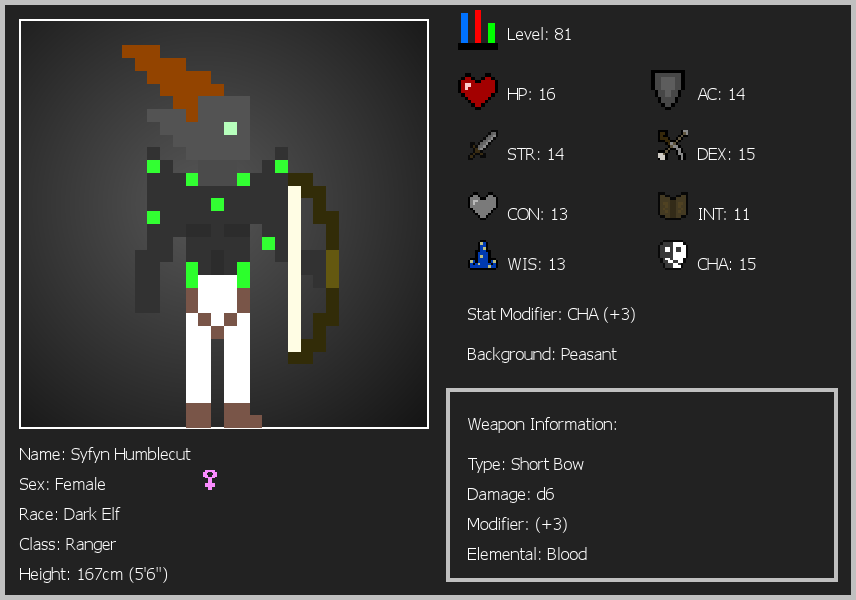 Level: 81
HP: 16
AC: 14
STR: 14
DEX: 15
CON: 13
INT: 11
WIS: 13
CHA: 15
Stat Modifier: CHA (+3)
Background: Peasant
Weapon Information:
Type: Short Bow
Damage: d6
Modifier: (+3)
Elemental: Blood
Name: Syfyn Humblecut
Sex: Female
Race: Dark Elf
Class: Ranger
Height: 167cm (5'6")